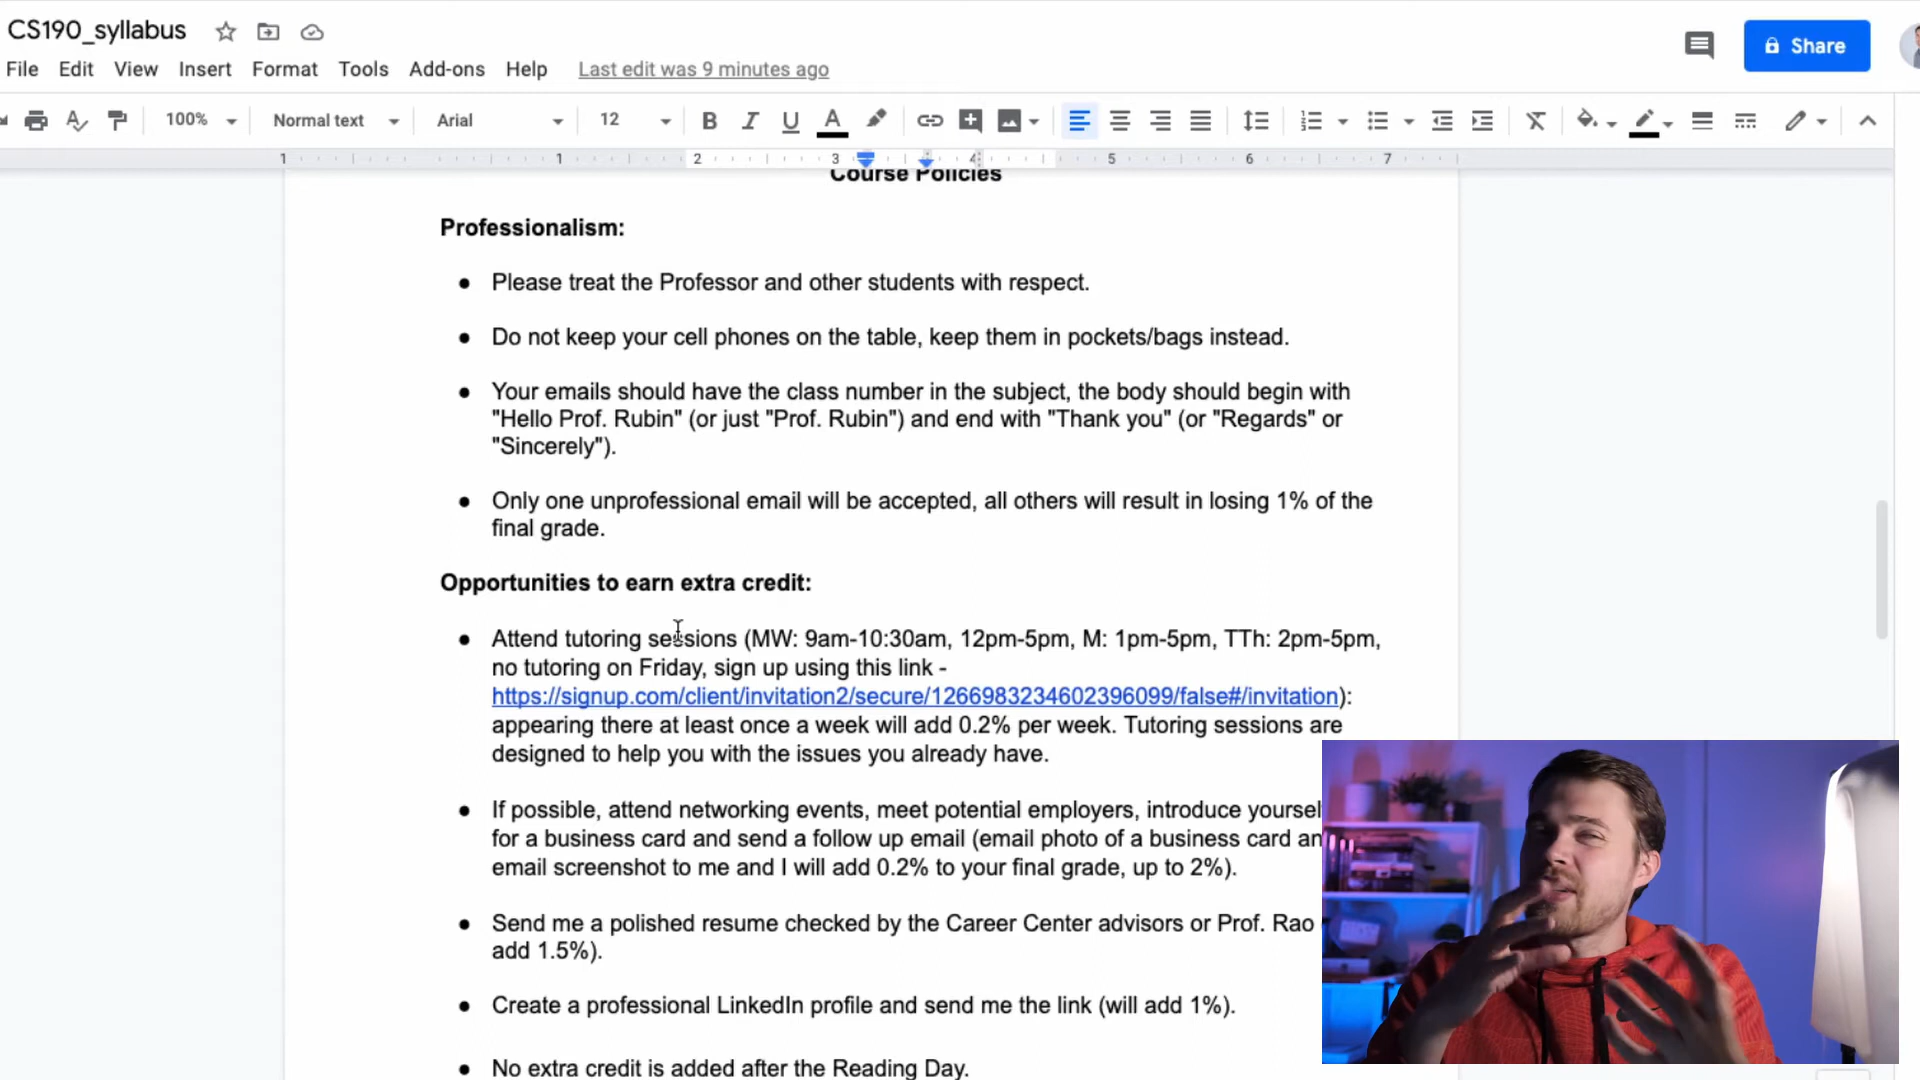 CS190_syllabus
Share
File Edit View Insert Format Tools Add-ons Help Last edit was 9 minutes ago
100% Normal text Arial 12
1 1 2 3 4 5 6 7
Course Policies
Professionalism:
● Please treat the Professor and other students with respect.
● Do not keep your cell phones on the table, keep them in pockets/bags instead.
● Your emails should have the class number in the subject, the body should begin with
"Hello Prof. Rubin" (or just "Prof. Rubin") and end with "Thank you" (or "Regards" or
"Sincerely").
● Only one unprofessional email will be accepted, all others will result in losing 1% of the
final grade.
Opportunities to earn extra credit:
● Attend tutoring sessions (MW: 9am-10:30am, 12pm-5pm, M: 1pm-5pm, TTh: 2pm-5pm,
no tutoring on Friday, sign up using this link -
https://signup.com/client/invitation2/secure/1266983234602396099/false#/invitation):
appearing there at least once a week will add 0.2% per week. Tutoring sessions are
designed to help you with the issues you already have.
● If possible, attend networking events, meet potential employers, introduce
for a business card and send a follow up email (email photo of a business card
email screenshot to me and I will add 0.2% to your final grade, up to 2%).
● Send me a polished resume checked by the Career Center advisors or Prof. Rao
add 1.5%).
● Create a professional LinkedIn profile and send me the link (will add 1%).
● No extra credit is added after the Reading Day.